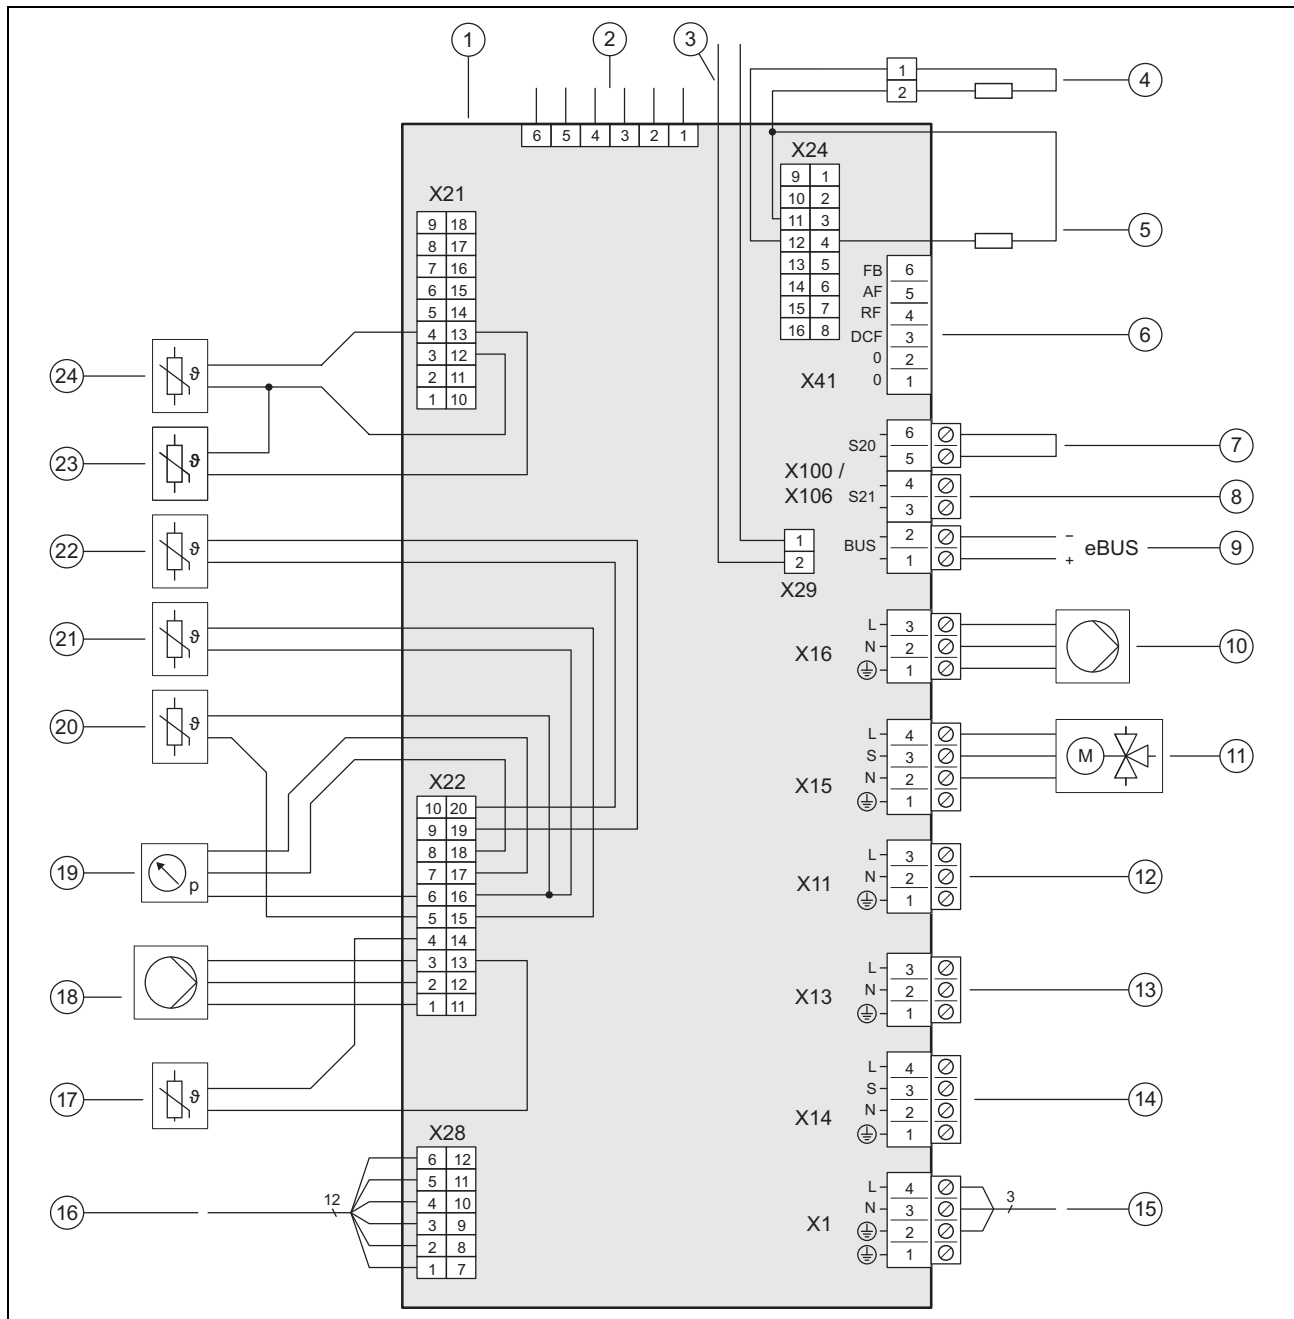 1
2
3
1
2
4
6 5 4 3 2 1
X24
9 1
10 2
11 3
12 4
13 5
14 6
15 7
16 8
5
X21
9 18
8 17
7 16
6 15
5 14
4 13
3 12
2 11
1 10
FB 6
AF 5
RF 4
DCF 3
0 2
0 1
X41
6
24 ϑ
23 ϑ
S20
6
5
7
X100 /
X106
S21
4
3
8
BUS
2
1
−
+
eBUS
9
1
2
X29
22 ϑ
21 ϑ
20 ϑ
X16
L 3
N 2
1
10
X15
L 4
S 3
N 2
1
M
11
X22
10 20
9 19
8 18
7 17
6 16
5 15
4 14
3 13
2 12
1 11
19 p
18
17 ϑ
X11
L 3
N 2
1
12
X13
L 3
N 2
1
13
X14
L 4
S 3
N 2
1
14
X28
6 12
5 11
4 10
3 9
2 8
1 7
16
12
X1
L 4
N 3
2
1
3
15